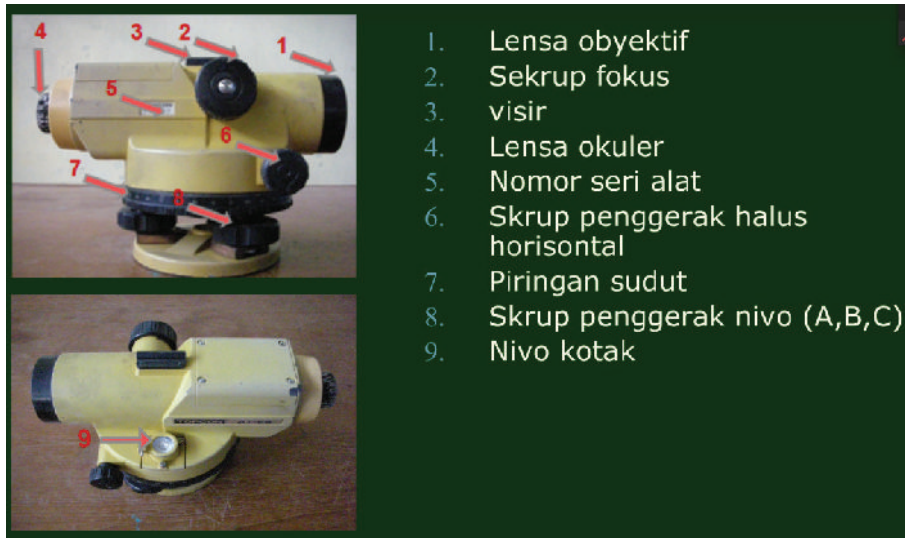 4
3
2
1
5
6
7
8
9
1. Lensa obyektif
2. Sekrup fokus
3. visir
4. Lensa okuler
5. Nomor seri alat
6. Skrup penggerak halus
horisontal
7. Piringan sudut
8. Skrup penggerak nivo (A,B,C)
9. Nivo kotak